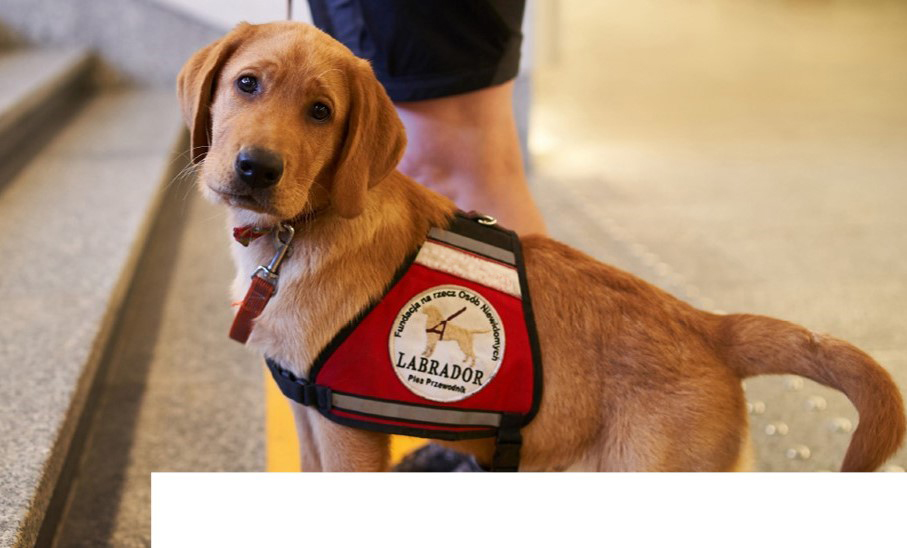 Fundacja na rzecz Osób Niewidomych
LABRADOR
Pies Przewodnik